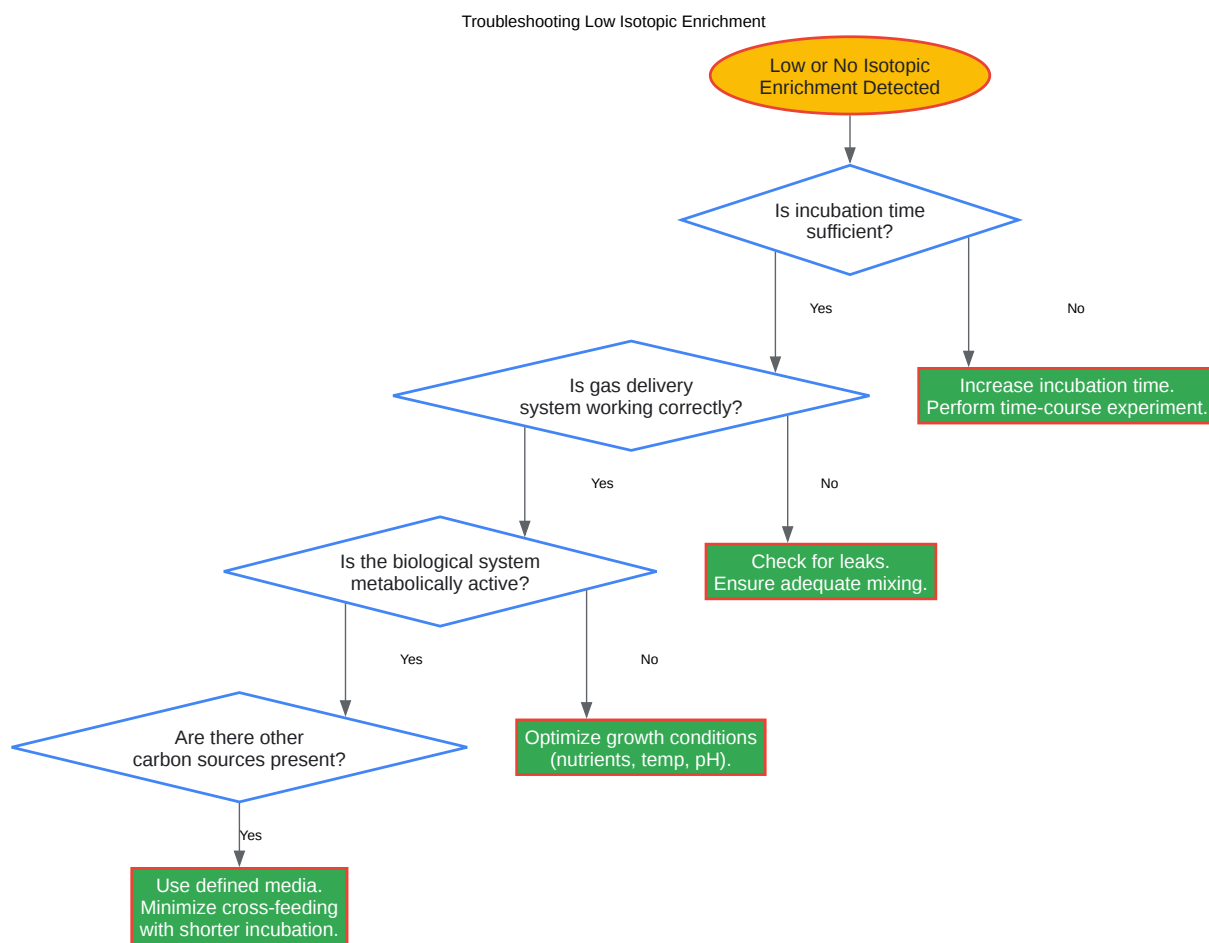 Troubleshooting Low Isotopic Enrichment
Low or No Isotopic
Enrichment Detected
Is incubation time
sufficient?
Yes
No
Is gas delivery
system working correctly?
Increase incubation time.
Perform time-course experiment.
Yes
No
Is the biological system
metabolically active?
Check for leaks.
Ensure adequate mixing.
Yes
No
Are there other
carbon sources present?
Optimize growth conditions
(nutrients, temp, pH).
Yes
Use defined media.
Minimize cross-feeding
with shorter incubation.